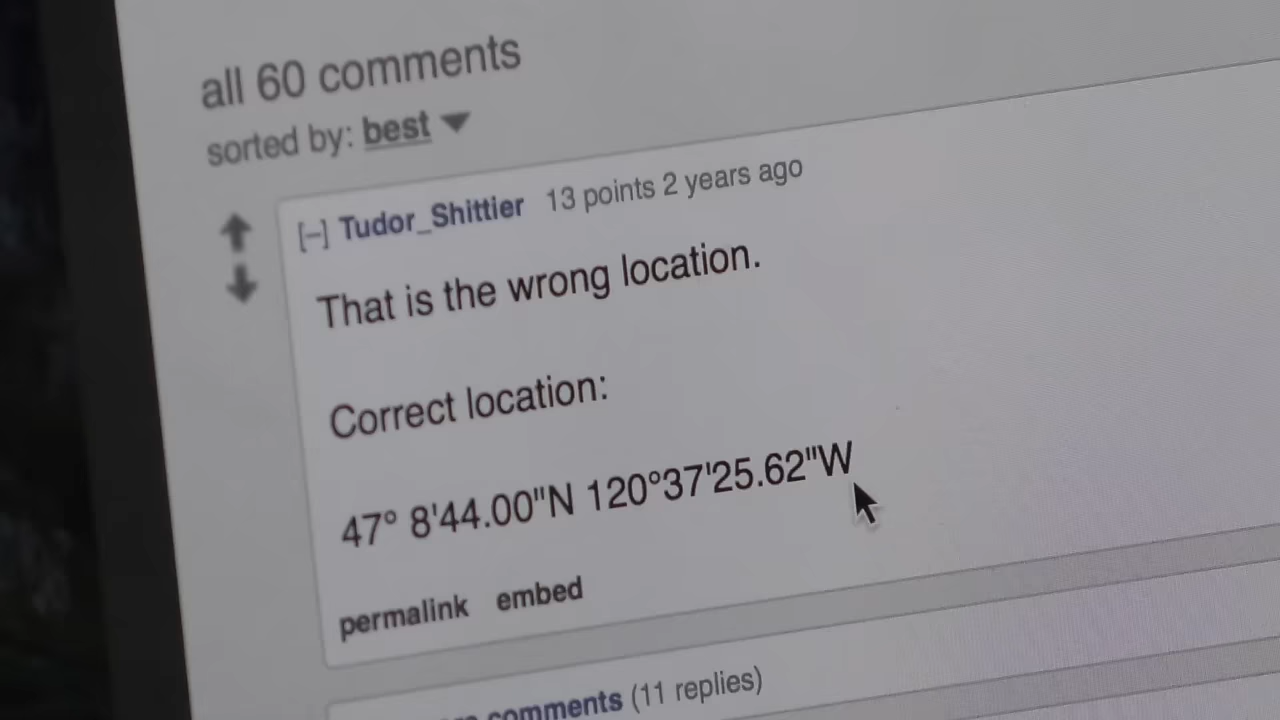 all 60 comments
sorted by: best
[–] Tudor_Shittier 13 points 2 years ago
That is the wrong location.
Correct location:
47° 8'44.00"N 120°37'25.62"W
permalink embed
comments (11 replies)